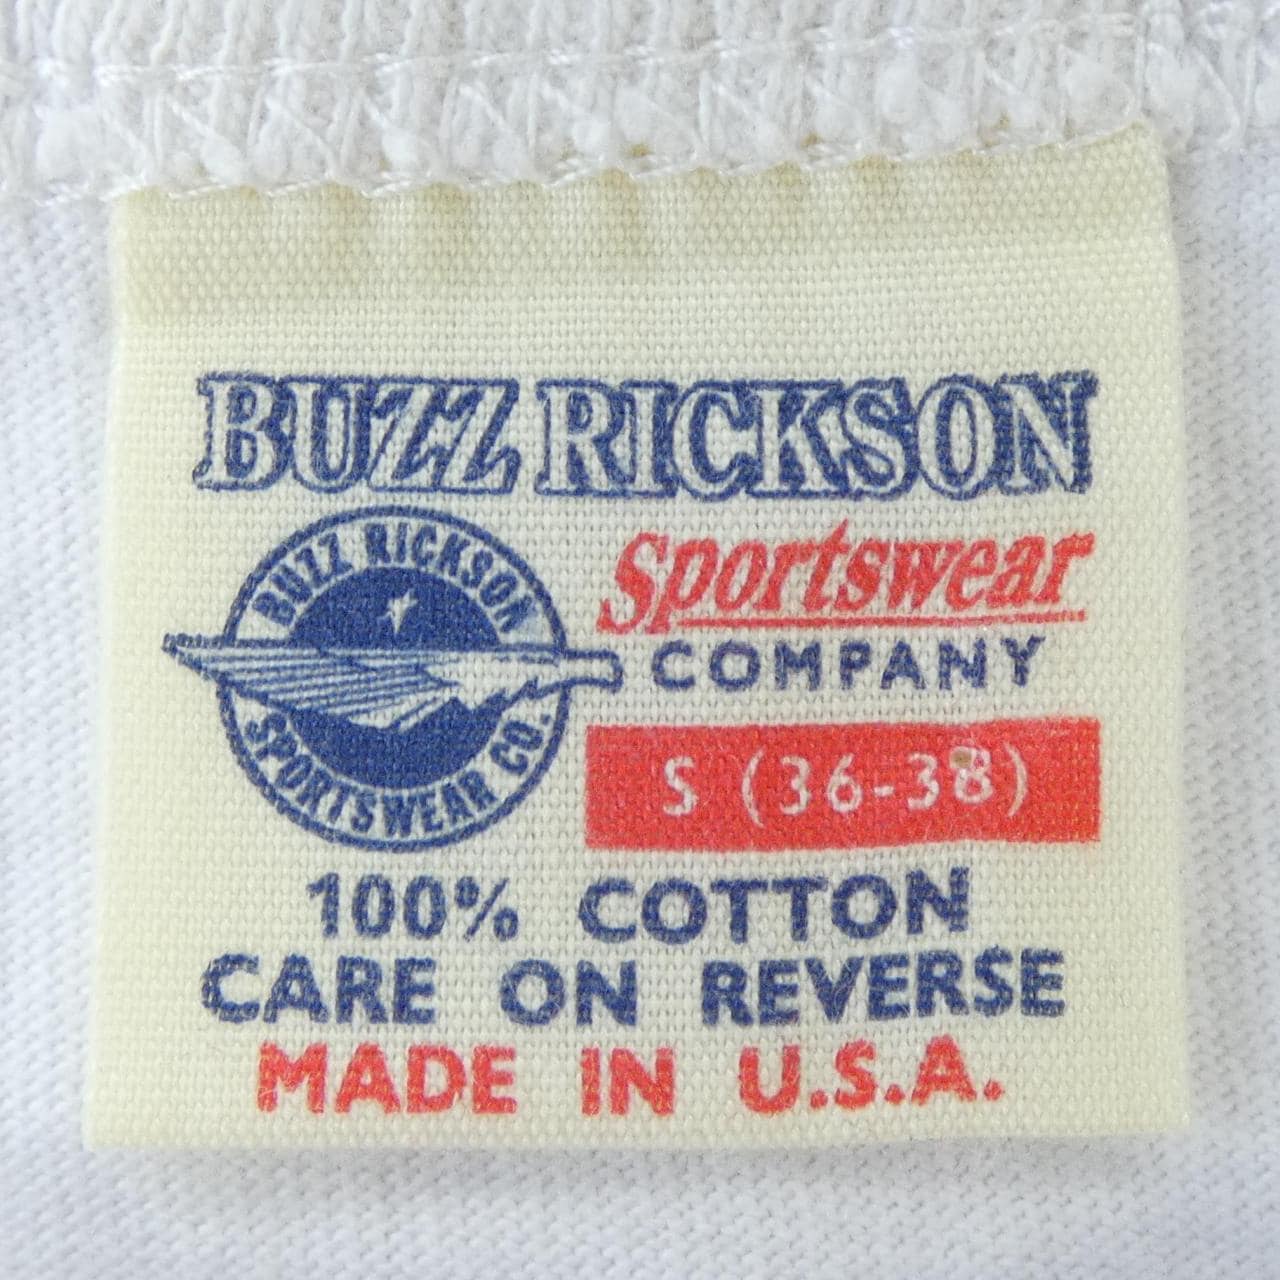 BUZZ RICKSON
BUZZ RICKSON
SPORTSWEAR CO.
Sportswear
COMPANY
S (36-38)
100% COTTON
CARE ON REVERSE
MADE IN U.S.A.